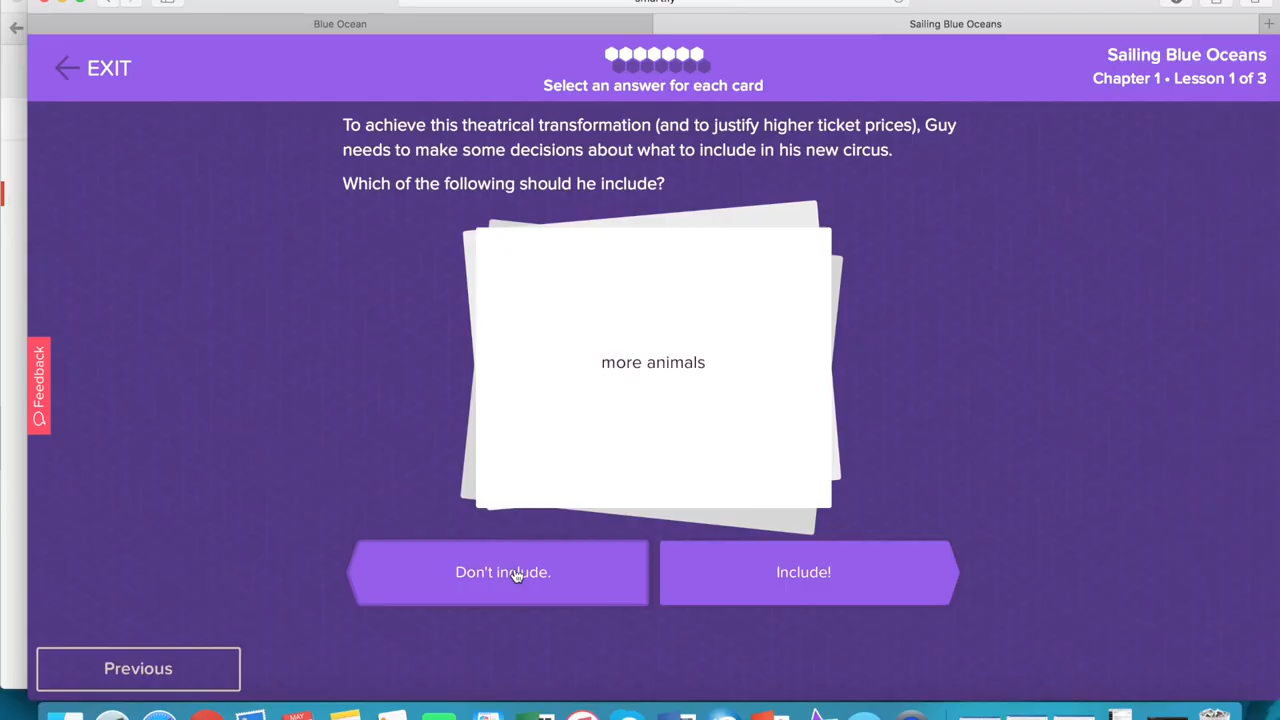 Blue Ocean
Sailing Blue Oceans
EXIT
Select an answer for each card
Sailing Blue Oceans
Chapter 1 • Lesson 1 of 3
To achieve this theatrical transformation (and to justify higher ticket prices), Guy
needs to make some decisions about what to include in his new circus.
Which of the following should he include?
more animals
Feedback
Don't include.
Include!
Previous
MAY